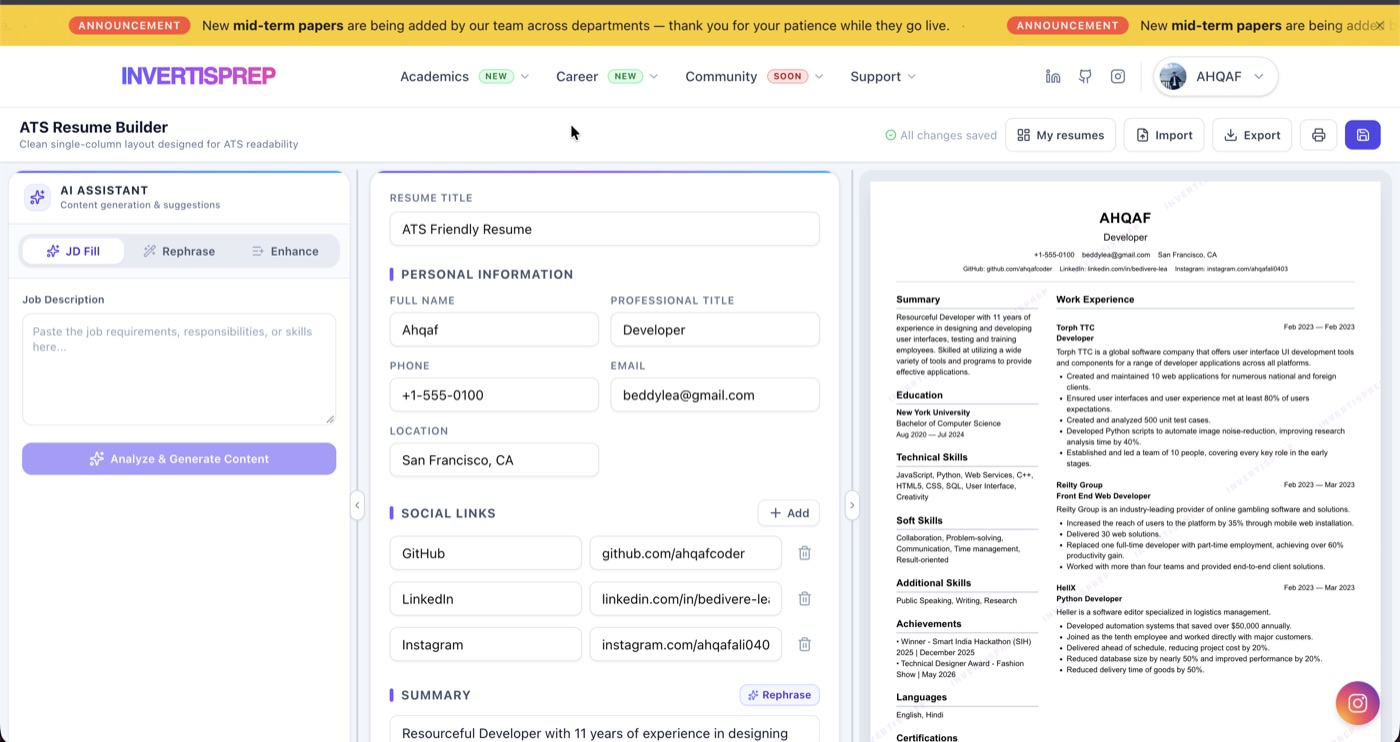 ANNOUNCEMENT New mid-term papers are being added by our team across departments — thank you for your patience while they go live. · ANNOUNCEMENT New mid-term papers are being added
INVERTISPREP
Academics NEW Career NEW Community SOON Support
AHQAF
ATS Resume Builder
Clean single-column layout designed for ATS readability
All changes saved My resumes Import Export
AI ASSISTANT
Content generation & suggestions
JD Fill Rephrase Enhance
Job Description
Paste the job requirements, responsibilities, or skills
here...
Analyze & Generate Content
RESUME TITLE
ATS Friendly Resume
PERSONAL INFORMATION
FULL NAME PROFESSIONAL TITLE
Ahqaf Developer
PHONE EMAIL
+1-555-0100 beddylea@gmail.com
LOCATION
San Francisco, CA
SOCIAL LINKS + Add
GitHub github.com/ahqafcoder
LinkedIn linkedin.com/in/bedivere-lea
Instagram instagram.com/ahqafali040
SUMMARY Rephrase
Resourceful Developer with 11 years of experience in designing
AHQAF
Developer
+1-555-0100 beddylea@gmail.com San Francisco, CA
GitHub: github.com/ahqafcoder LinkedIn: linkedin.com/in/bedivere-lea Instagram: instagram.com/ahqafali0403
Summary
Resourceful Developer with 11 years of
experience in designing and developing
user interfaces, testing and training
employees. Skilled at utilizing a wide
variety of tools and programs to provide
effective applications.
Education
New York University
Bachelor of Computer Science
Aug 2020 — Jul 2024
Technical Skills
JavaScript, Python, Web Services, C++,
HTML5, CSS, SQL, User Interface,
Creativity
Soft Skills
Collaboration, Problem-solving,
Communication, Time management,
Result-oriented
Additional Skills
Public Speaking, Writing, Research
Achievements
• Winner - Smart India Hackathon (SIH)
2025 | December 2025
• Technical Designer Award - Fashion
Show | May 2026
Languages
English, Hindi
Certifications
Work Experience
Torph TTC Feb 2023 — Feb 2023
Developer
Torph TTC is a global software company that offers user interface UI development tools
and components for a range of developer applications across all platforms.
• Created and maintained 10 web applications for numerous national and foreign
clients.
• Ensured user interfaces and user experience met at least 80% of users
expectations.
• Created and analyzed 500 unit test cases.
• Developed Python scripts to automate image noise-reduction, improving research
analysis time by 40%.
• Established and led a team of 10 people, covering every key role in the early
stages.
Reilty Group Feb 2023 — Mar 2023
Front End Web Developer
Reilty Group is an industry-leading provider of online gambling software and solutions.
• Increased the reach of users to the platform by 35% through mobile web installation.
• Delivered 30 web solutions.
• Replaced one full-time developer with part-time employment, achieving over 60%
productivity gain.
• Worked with more than four teams and provided end-to-end client solutions.
HellX Feb 2023 — Mar 2023
Python Developer
Heller is a software editor specialized in logistics management.
• Developed automation systems that saved over $50,000 annually.
• Joined as the tenth employee and worked directly with major customers.
• Delivered ahead of schedule, reducing project cost by 20%.
• Reduced database size by nearly 50% and improved performance by 20%.
• Reduced delivery time of goods by 50%.